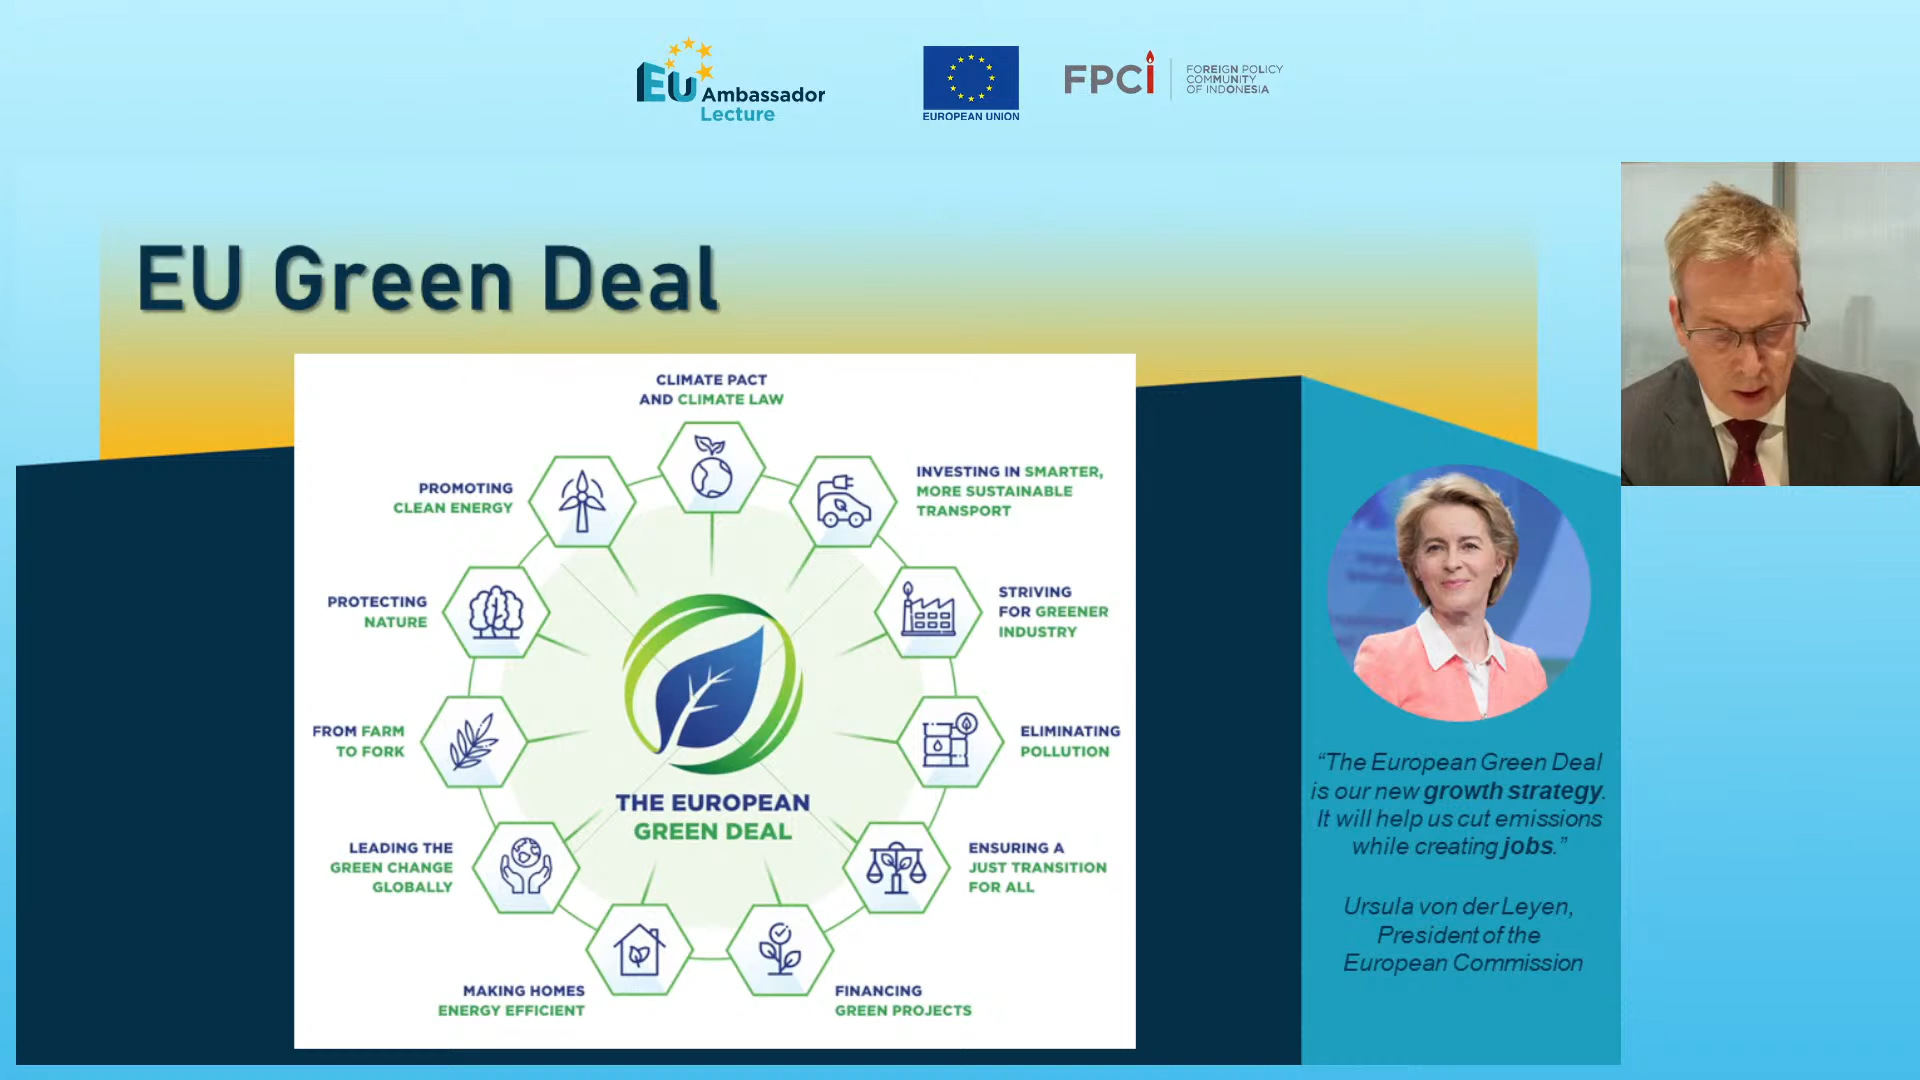 EU Ambassador
Lecture
EUROPEAN UNION
FPCi
FOREIGN POLICY
COMMUNITY
OF INDONESIA
EU Green Deal
CLIMATE PACT
AND CLIMATE LAW
INVESTING IN SMARTER,
MORE SUSTAINABLE
TRANSPORT
STRIVING
FOR GREENER
INDUSTRY
ELIMINATING
POLLUTION
ENSURING A
JUST TRANSITION
FOR ALL
FINANCING
GREEN PROJECTS
MAKING HOMES
ENERGY EFFICIENT
LEADING THE
GREEN CHANGE
GLOBALLY
FROM FARM
TO FORK
PROTECTING
NATURE
PROMOTING
CLEAN ENERGY
THE EUROPEAN
GREEN DEAL
“The European Green Deal
is our new growth strategy.
It will help us cut emissions
while creating jobs.”
Ursula von der Leyen,
President of the
European Commission